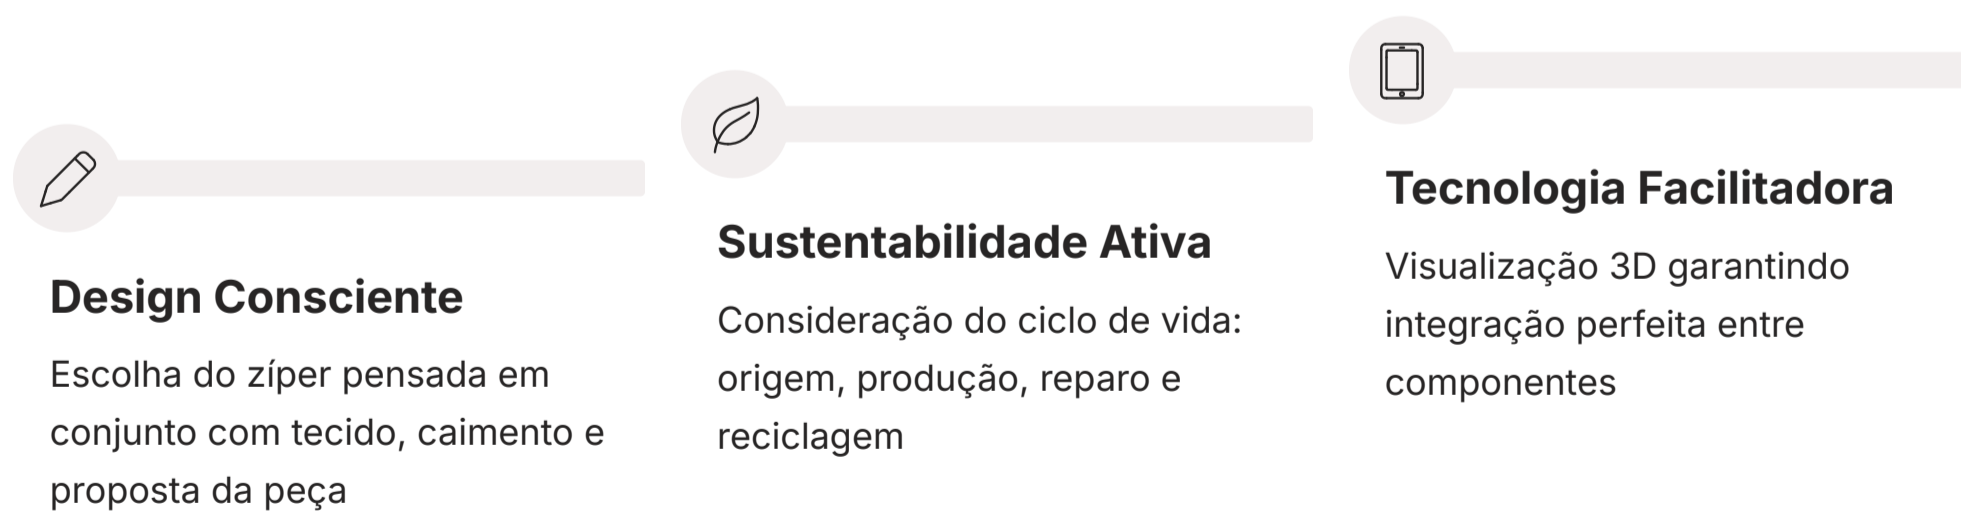 Design Consciente
Escolha do zíper pensada em
conjunto com tecido, caimento e
proposta da peça
Sustentabilidade Ativa
Consideração do ciclo de vida:
origem, produção, reparo e
reciclagem
Tecnologia Facilitadora
Visualização 3D garantindo
integração perfeita entre
componentes